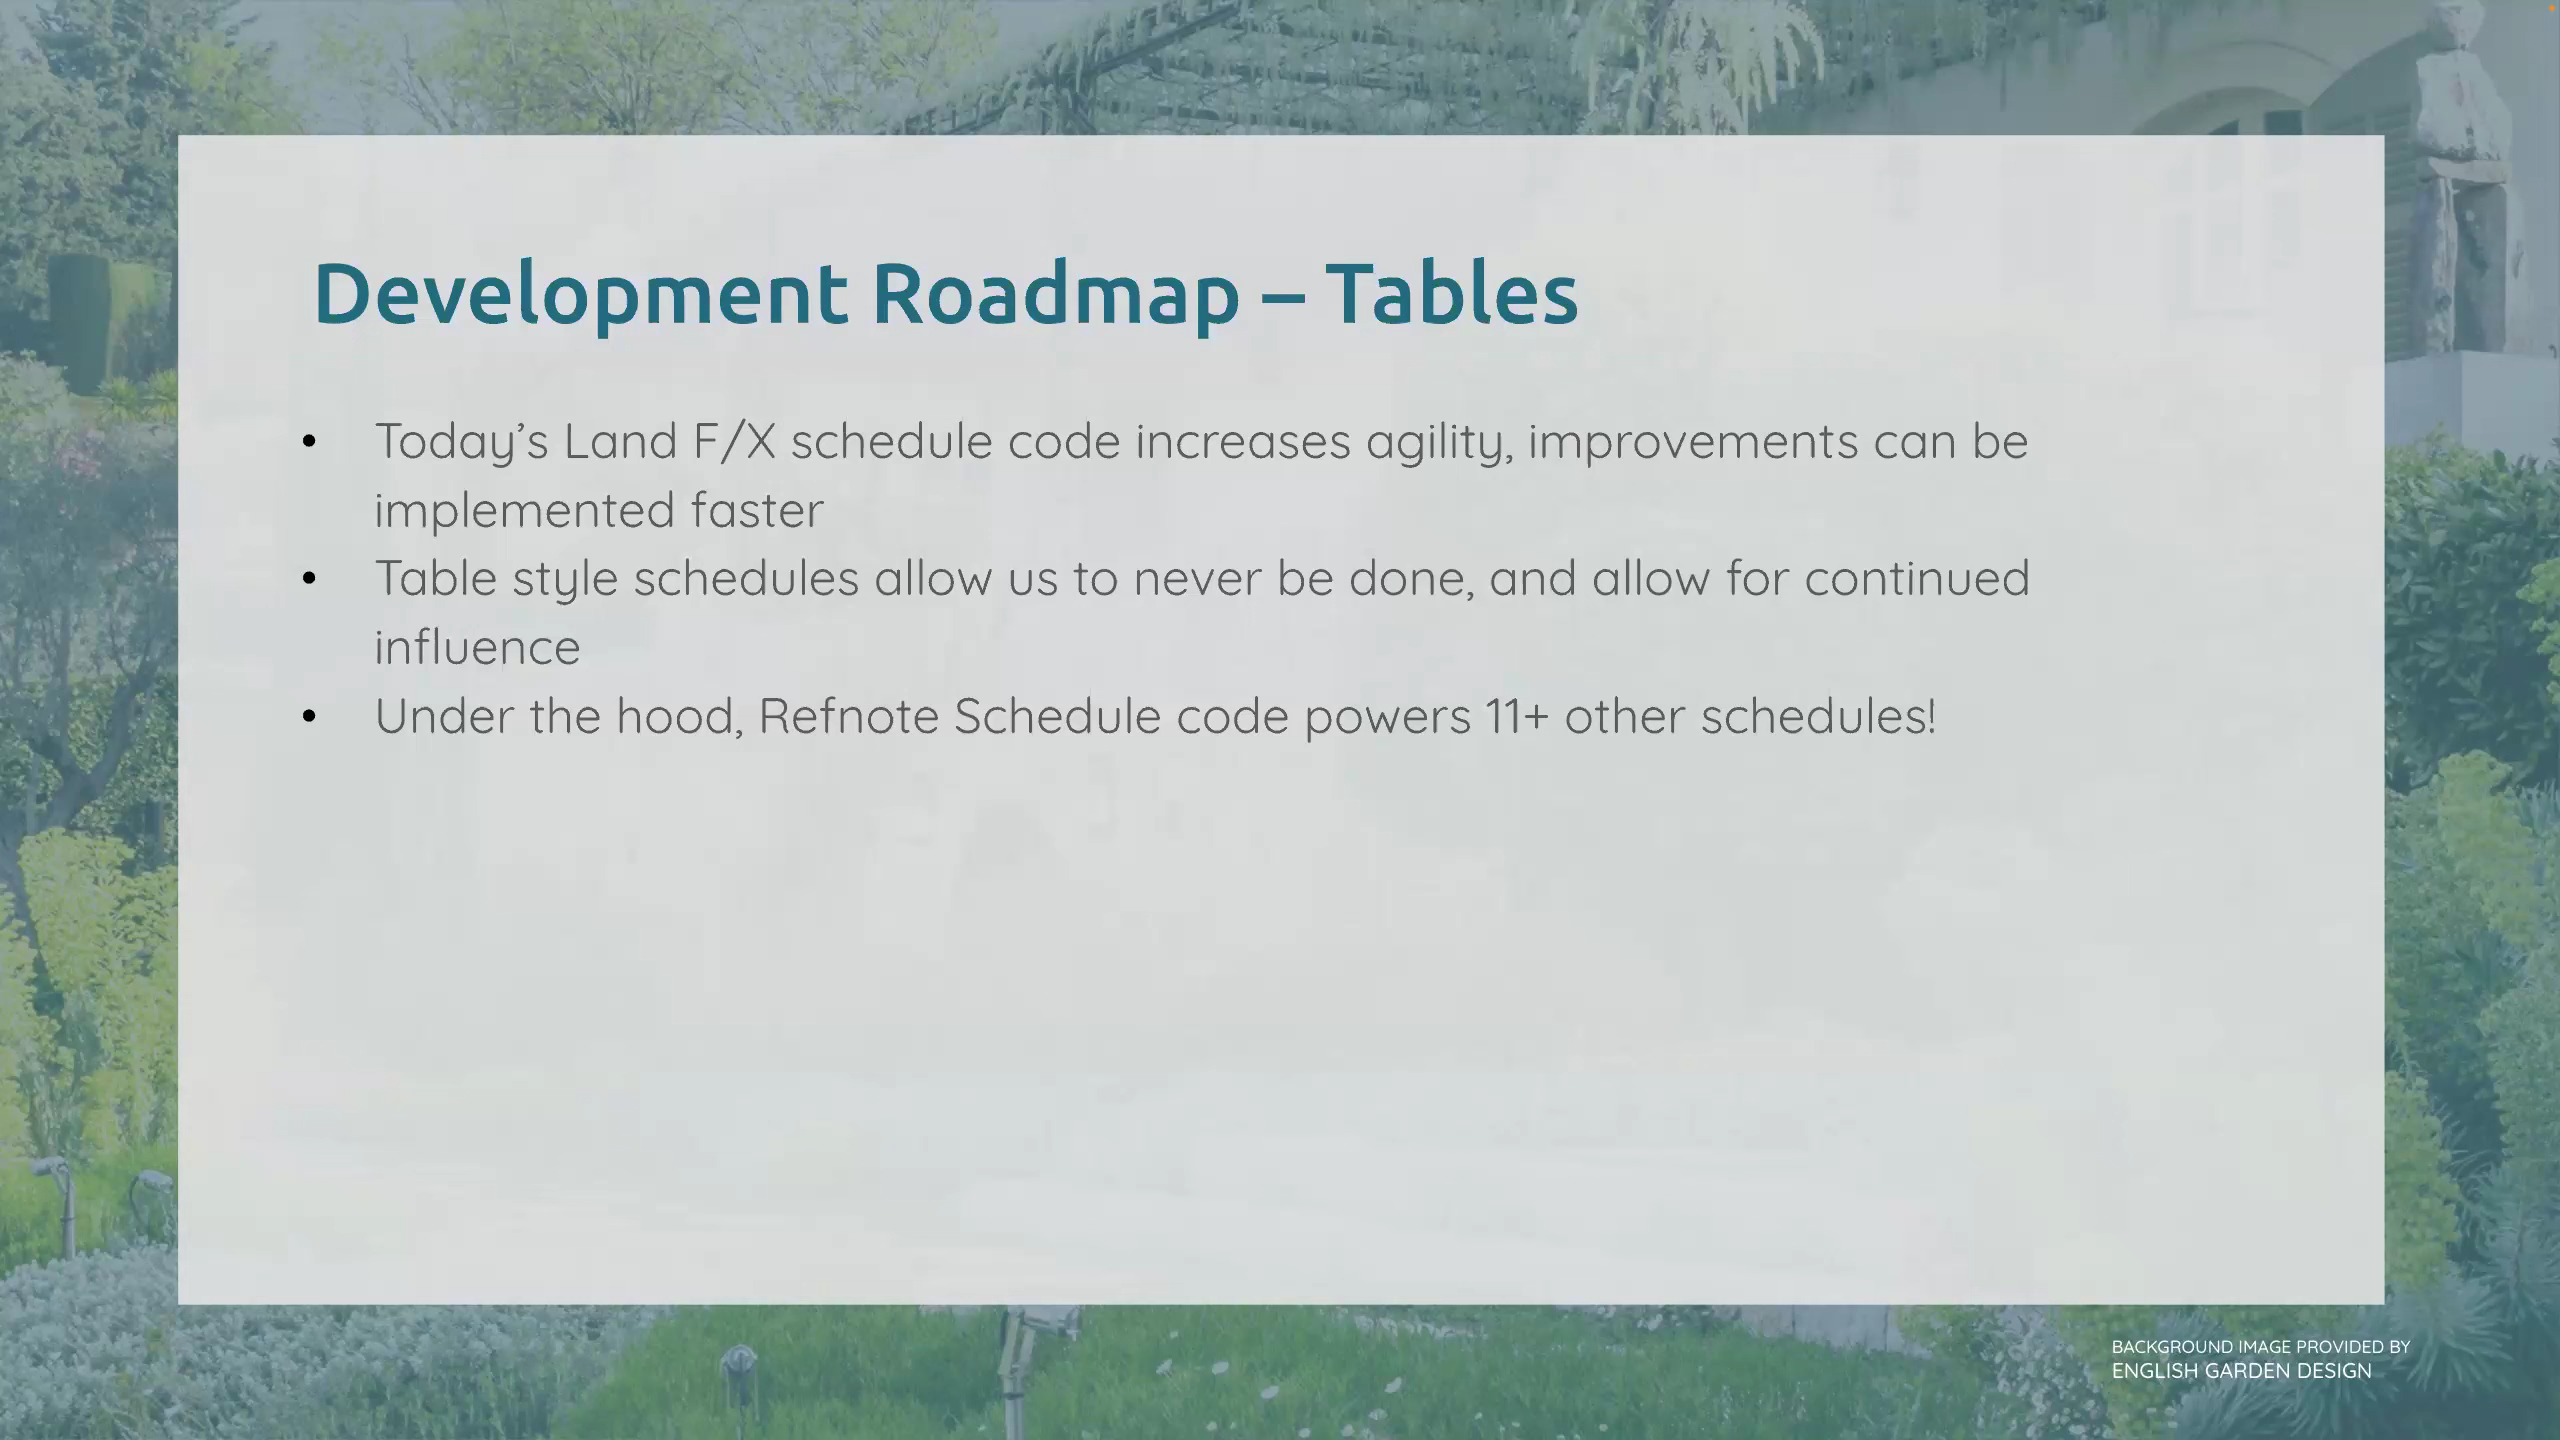 Development Roadmap – Tables
• Today’s Land F/X schedule code increases agility, improvements can be
implemented faster
• Table style schedules allow us to never be done, and allow for continued
influence
• Under the hood, Refnote Schedule code powers 11+ other schedules!
BACKGROUND IMAGE PROVIDED BY
ENGLISH GARDEN DESIGN